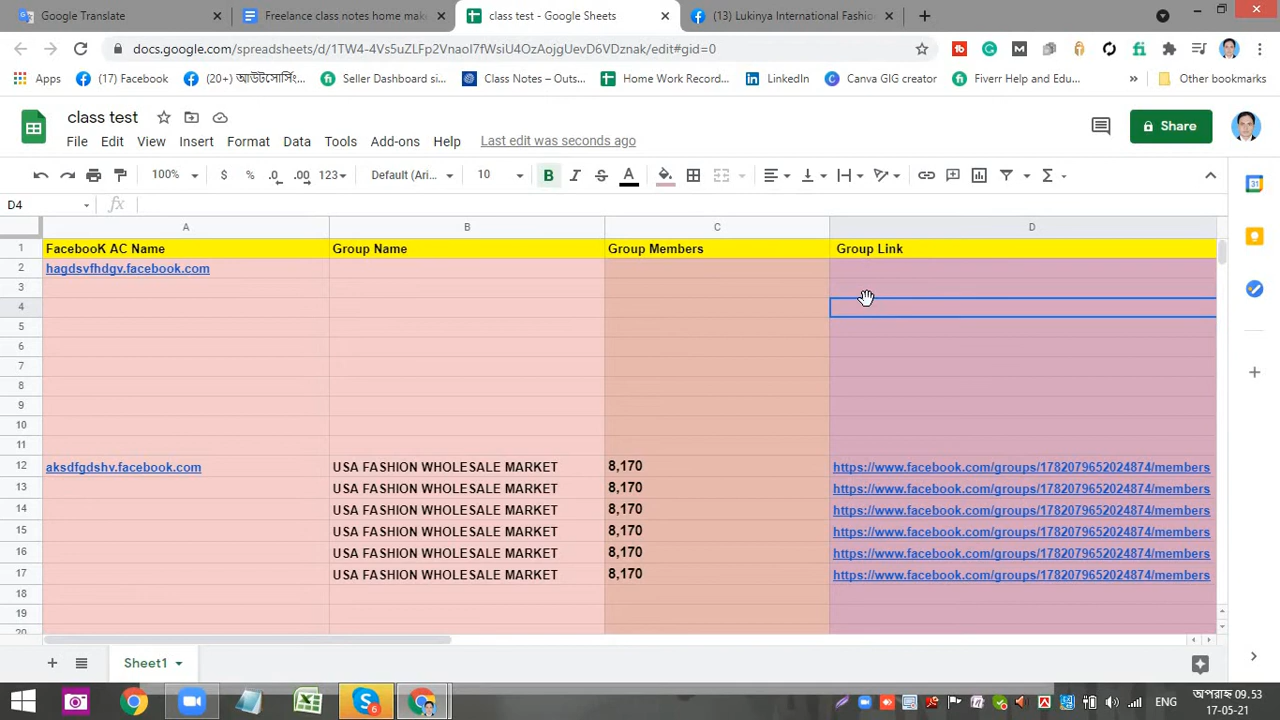 Google Translate
Freelance class notes home mak
class test - Google Sheets
(13) Lukinya International Fashio
docs.google.com/spreadsheets/d/1TW4-4Vs5uZLFp2VnaoI7fWsiU4OzAojgUevD6VDznak/edit#gid=0
Apps
(17) Facebook
(20+) আউটসোর্সিং...
Seller Dashboard si...
Class Notes – Outs...
Home Work Record...
LinkedIn
Canva GIG creator
Fiverr Help and Edu...
Other bookmarks
class test
File Edit View Insert Format Data Tools Add-ons Help Last edit was seconds ago
Share
100% $ % .0 .00 123 Default (Ari... 10 B I S A
D4 fx
A B C D
1 FacebooK AC Name Group Name Group Members Group Link
2 hagdsvfhdgv.facebook.com
3
4
5
6
7
8
9
10
11
12 aksdfgdshv.facebook.com USA FASHION WHOLESALE MARKET 8,170 https://www.facebook.com/groups/1782079652024874/members
13 USA FASHION WHOLESALE MARKET 8,170 https://www.facebook.com/groups/1782079652024874/members
14 USA FASHION WHOLESALE MARKET 8,170 https://www.facebook.com/groups/1782079652024874/members
15 USA FASHION WHOLESALE MARKET 8,170 https://www.facebook.com/groups/1782079652024874/members
16 USA FASHION WHOLESALE MARKET 8,170 https://www.facebook.com/groups/1782079652024874/members
17 USA FASHION WHOLESALE MARKET 8,170 https://www.facebook.com/groups/1782079652024874/members
18
19
20
Sheet1
ENG
অপরাহ্ণ 09.53
17-05-21